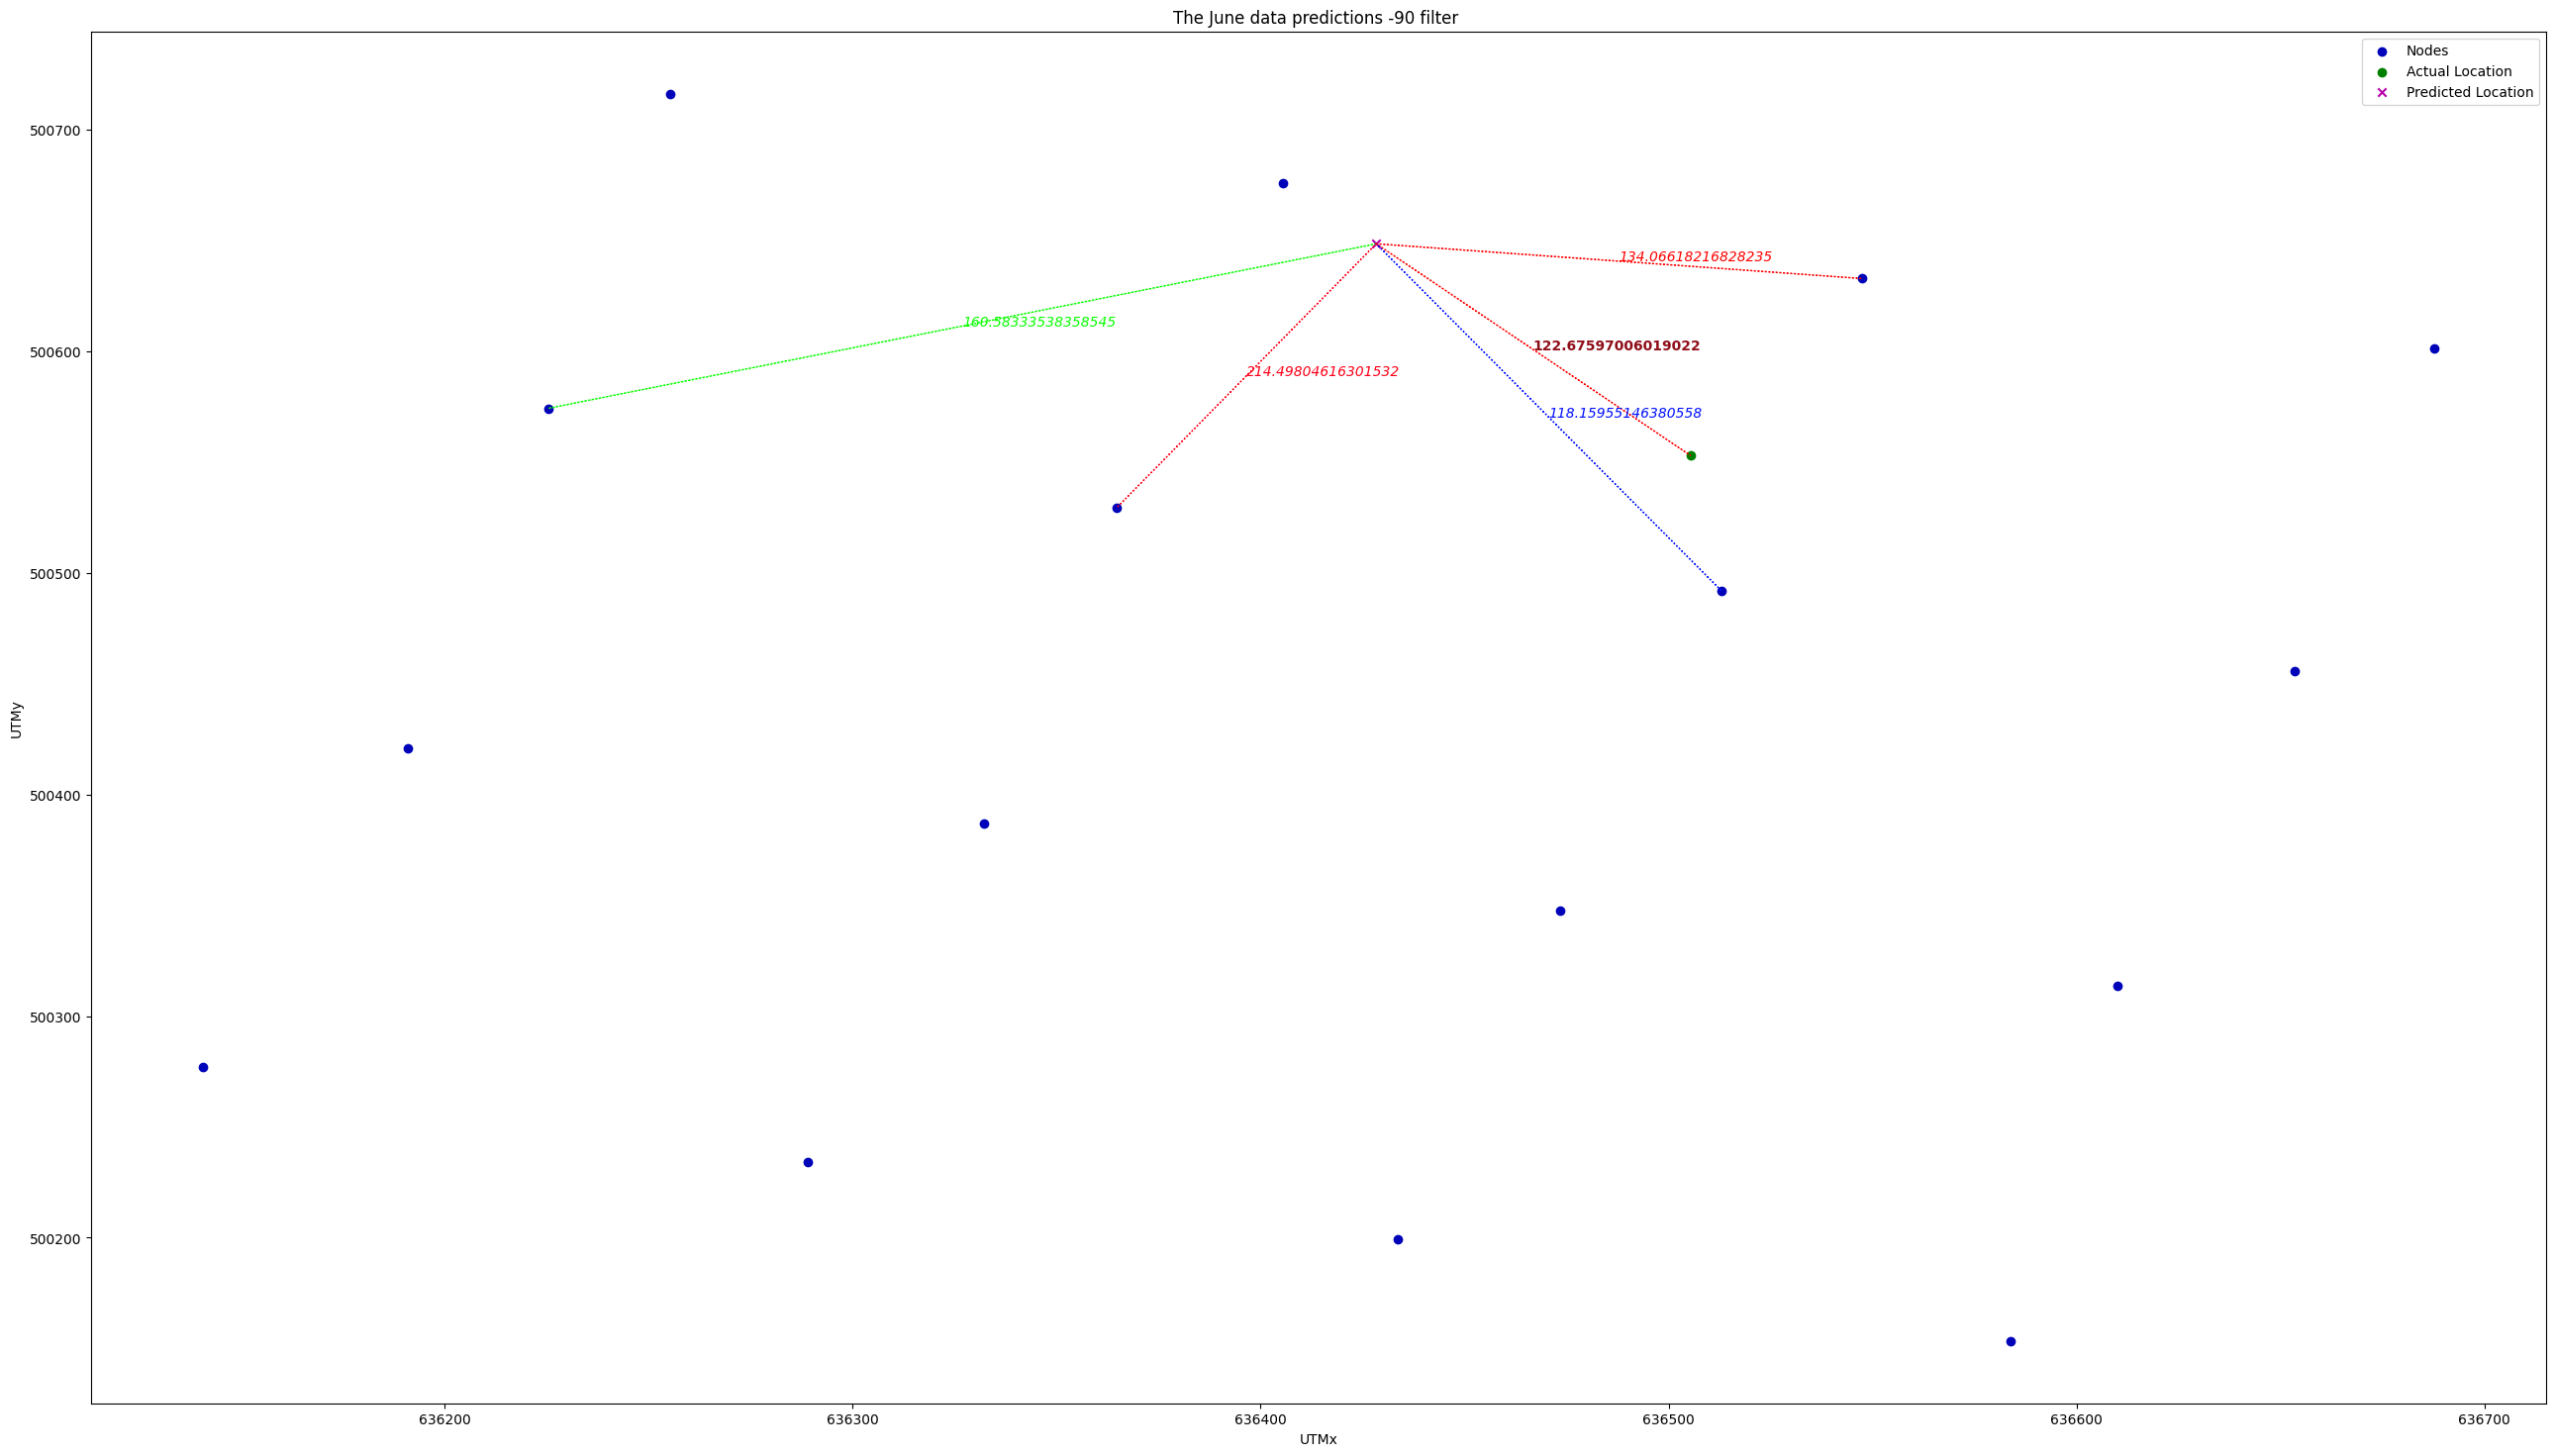 The June data predictions -90 filter
Nodes
Actual Location
Predicted Location
500700
500600
500500
500400
500300
500200
UTMy
134.06618216828235
160.58333538358545
122.67597006019022
214.49804616301532
118.15955146380558
636200
636300
636400
636500
636600
636700
UTMx